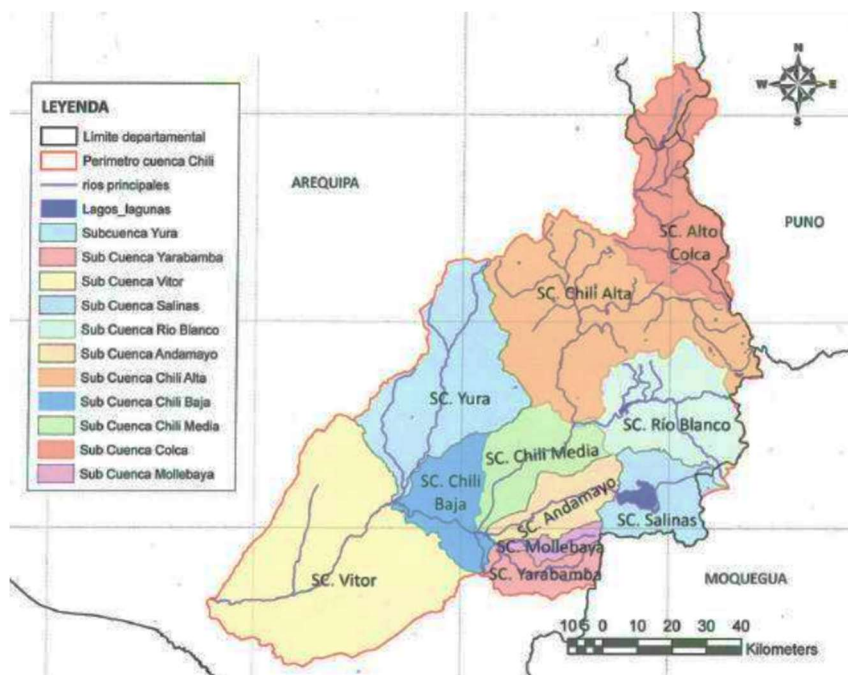 LEYENDA
Limite departamental
Perimetro cuenca Chili
rios principales
Lagos_lagunas
Subcuenca Yura
Sub Cuenca Yarabamba
Sub Cuenca Vitor
Sub Cuenca Salinas
Sub Cuenca Río Blanco
Sub Cuenca Andamayo
Sub Cuenca Chili Alta
Sub Cuenca Chili Baja
Sub Cuenca Chili Media
Sub Cuenca Colca
Sub Cuenca Mollebaya
N
W E
S
AREQUIPA
PUNO
SC. Alto
Colca
SC. Chili Alta
SC. Yura
SC. Río Blanco
SC. Chili Media
SC. Chili
Baja
SC. Andamayo
SC. Salinas
SC. Mollebaya
SC. Yarabamba
SC. Vitor
MOQUEGUA
10 5 0 10 20 30 40
Kilometers